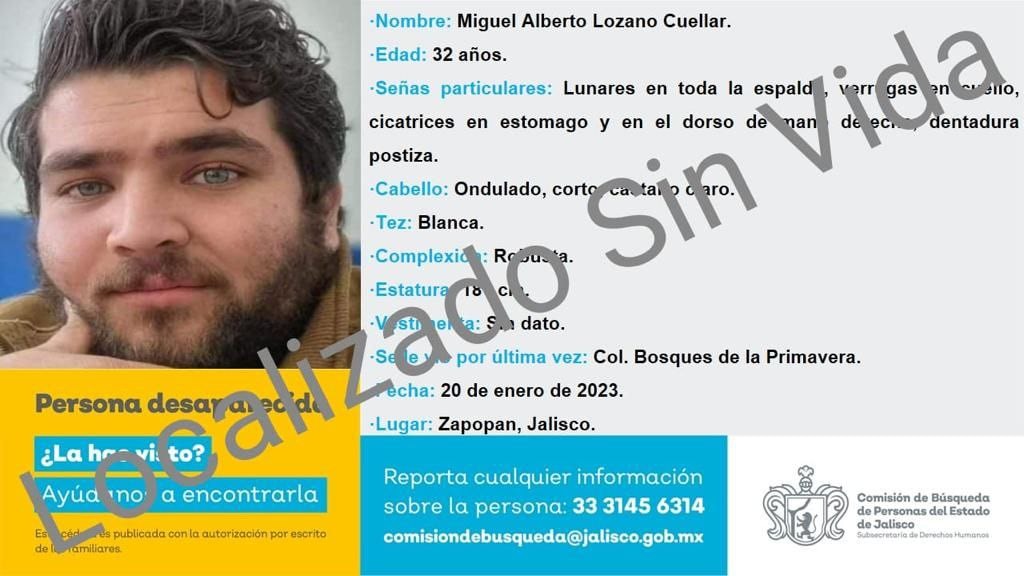 ·Nombre: Miguel Alberto Lozano Cuellar.
·Edad: 32 años.
·Señas particulares: Lunares en toda la espalda, verrugas en cuello,
cicatrices en estomago y en el dorso de mano derecha, dentadura
postiza.
·Cabello: Ondulado, corto, castaño claro.
·Tez: Blanca.
·Complexión: Robusta.
·Estatura: cm.
·Vestimenta: Sin dato.
·Se le vio por última vez: Col. Bosques de la Primavera.
·Fecha: 20 de enero de 2023.
·Lugar: Zapopan, Jalisco.
Localizado Sin Vida
Persona desaparecida
¿La has visto?
Ayúdanos a encontrarla
Esta cédula es publicada con la autorización por escrito
de los familiares.
Reporta cualquier información
sobre la persona: 33 3145 6314
comisiondebusqueda@jalisco.gob.mx
Comisión de Búsqueda
de Personas del Estado
de Jalisco
Subsecretaría de Derechos Humanos